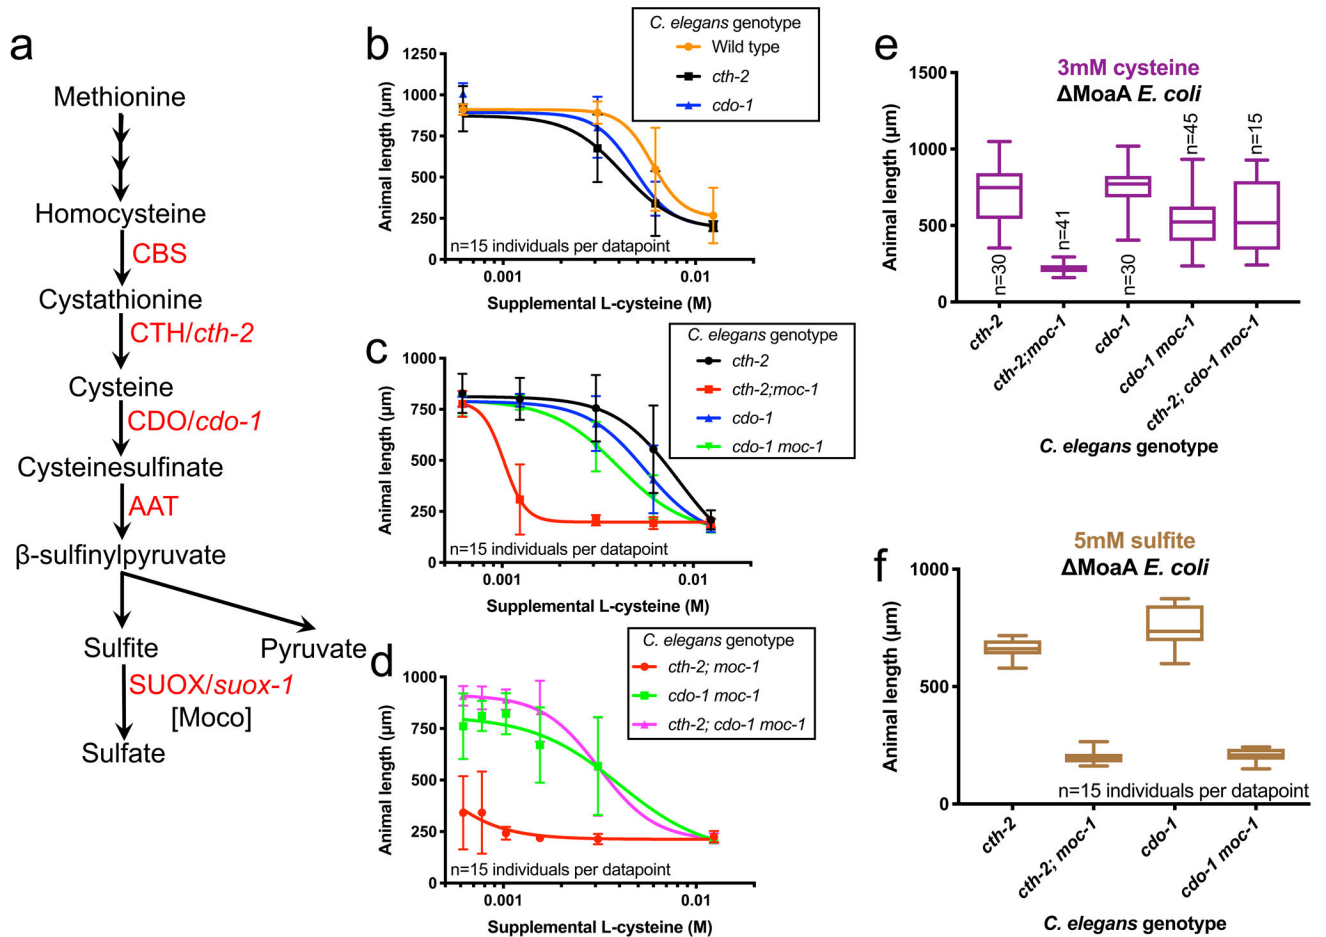 a
Methionine
Homocysteine
CBS
Cystathionine
CTH/cth-2
Cysteine
CDO/cdo-1
Cysteinesulfinate
AAT
β-sulfinylpyruvate
Sulfite
Pyruvate
SUOX/suox-1
[Moco]
Sulfate
b
C. elegans genotype
Wild type
cth-2
cdo-1
Animal length (µm)
1250
1000
750
500
250
0
n=15 individuals per datapoint
0.001
0.01
Supplemental L-cysteine (M)
c
C. elegans genotype
cth-2
cth-2;moc-1
cdo-1
cdo-1 moc-1
Animal length (µm)
1000
750
500
250
0
n=15 individuals per datapoint
0.001
0.01
Supplemental L-cysteine (M)
d
C. elegans genotype
cth-2; moc-1
cdo-1 moc-1
cth-2; cdo-1 moc-1
Animal length (µm)
1000
750
500
250
0
n=15 individuals per datapoint
0.001
0.01
Supplemental L-cysteine (M)
e
3mM cysteine
ΔMoaA E. coli
Animal length (µm)
1500
1000
500
0
n=30
n=41
n=30
n=45
n=15
cth-2
cth-2;moc-1
cdo-1
cdo-1 moc-1
cth-2; cdo-1 moc-1
C. elegans genotype
f
5mM sulfite
ΔMoaA E. coli
Animal length (µm)
1000
500
0
n=15 individuals per datapoint
cth-2
cth-2; moc-1
cdo-1
cdo-1 moc-1
C. elegans genotype